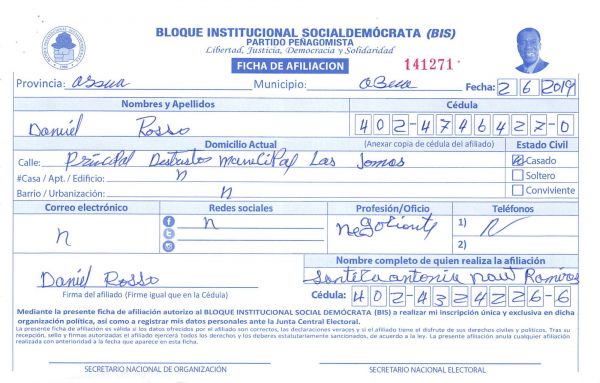 BLOQUE INSTITUCIONAL SOCIALDEMÓCRATA (BIS)
PARTIDO PEÑAGOMISTA
Libertad, Justicia, Democracia y Solidaridad
FICHA DE AFILIACION 141271
Provincia: Azua Municipio: Fecha: 2 6 2019
Nombres y Apellidos Cédula
Daniel Rosso 402-4746427-0
Domicilio Actual (Anexar copia de cédula del afiliado) Estado Civil
Calle: Principal Las Lomas Casado
#Casa / Apt. / Edificio: n Soltero
Barrio / Urbanización: n Conviviente
Correo electrónico Redes sociales Profesión/Oficio Teléfonos
n n Negociante 1) n
2)
Nombre completo de quien realiza la afiliación
Daniel Rosso Ramirez
Firma del afiliado (Firme igual que en la Cédula) Cédula: 402-4324226-6
Mediante la presente ficha de afiliación autorizo al BLOQUE INSTITUCIONAL SOCIAL DEMÓCRATA (BIS) a realizar mi inscripción única y exclusiva en dicha
organización política, así como a registrar mis datos personales ante la Junta Central Electoral.
La presente ficha de afiliación es válida si los datos ofrecidos por el afiliado son correctos, las declaraciones veraces y si el afiliado tiene el disfrute de sus derechos civiles y políticos. Tras su
recepción, sello y firmas autorizadas el afiliado ejercerá todos los derechos y los deberes estatutariamente sancionados, de acuerdo a la ley. La presente afiliación anula cualquier afiliación
realizada con anterioridad a la fecha que aparece en esta ficha.
SECRETARIO NACIONAL DE ORGANIZACIÓN SECRETARIO NACIONAL ELECTORAL